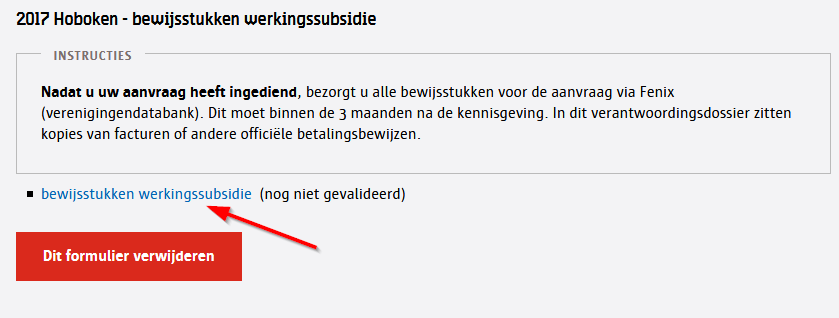 2017 Hoboken - bewijsstukken werkingssubsidie
INSTRUCTIES
Nadat u uw aanvraag heeft ingediend, bezorgt u alle bewijsstukken voor de aanvraag via Fenix
(verenigingendatabank). Dit moet binnen de 3 maanden na de kennisgeving. In dit verantwoordingsdossier zitten
kopies van facturen of andere officiële betalingsbewijzen.
bewijsstukken werkingssubsidie (nog niet gevalideerd)
Dit formulier verwijderen